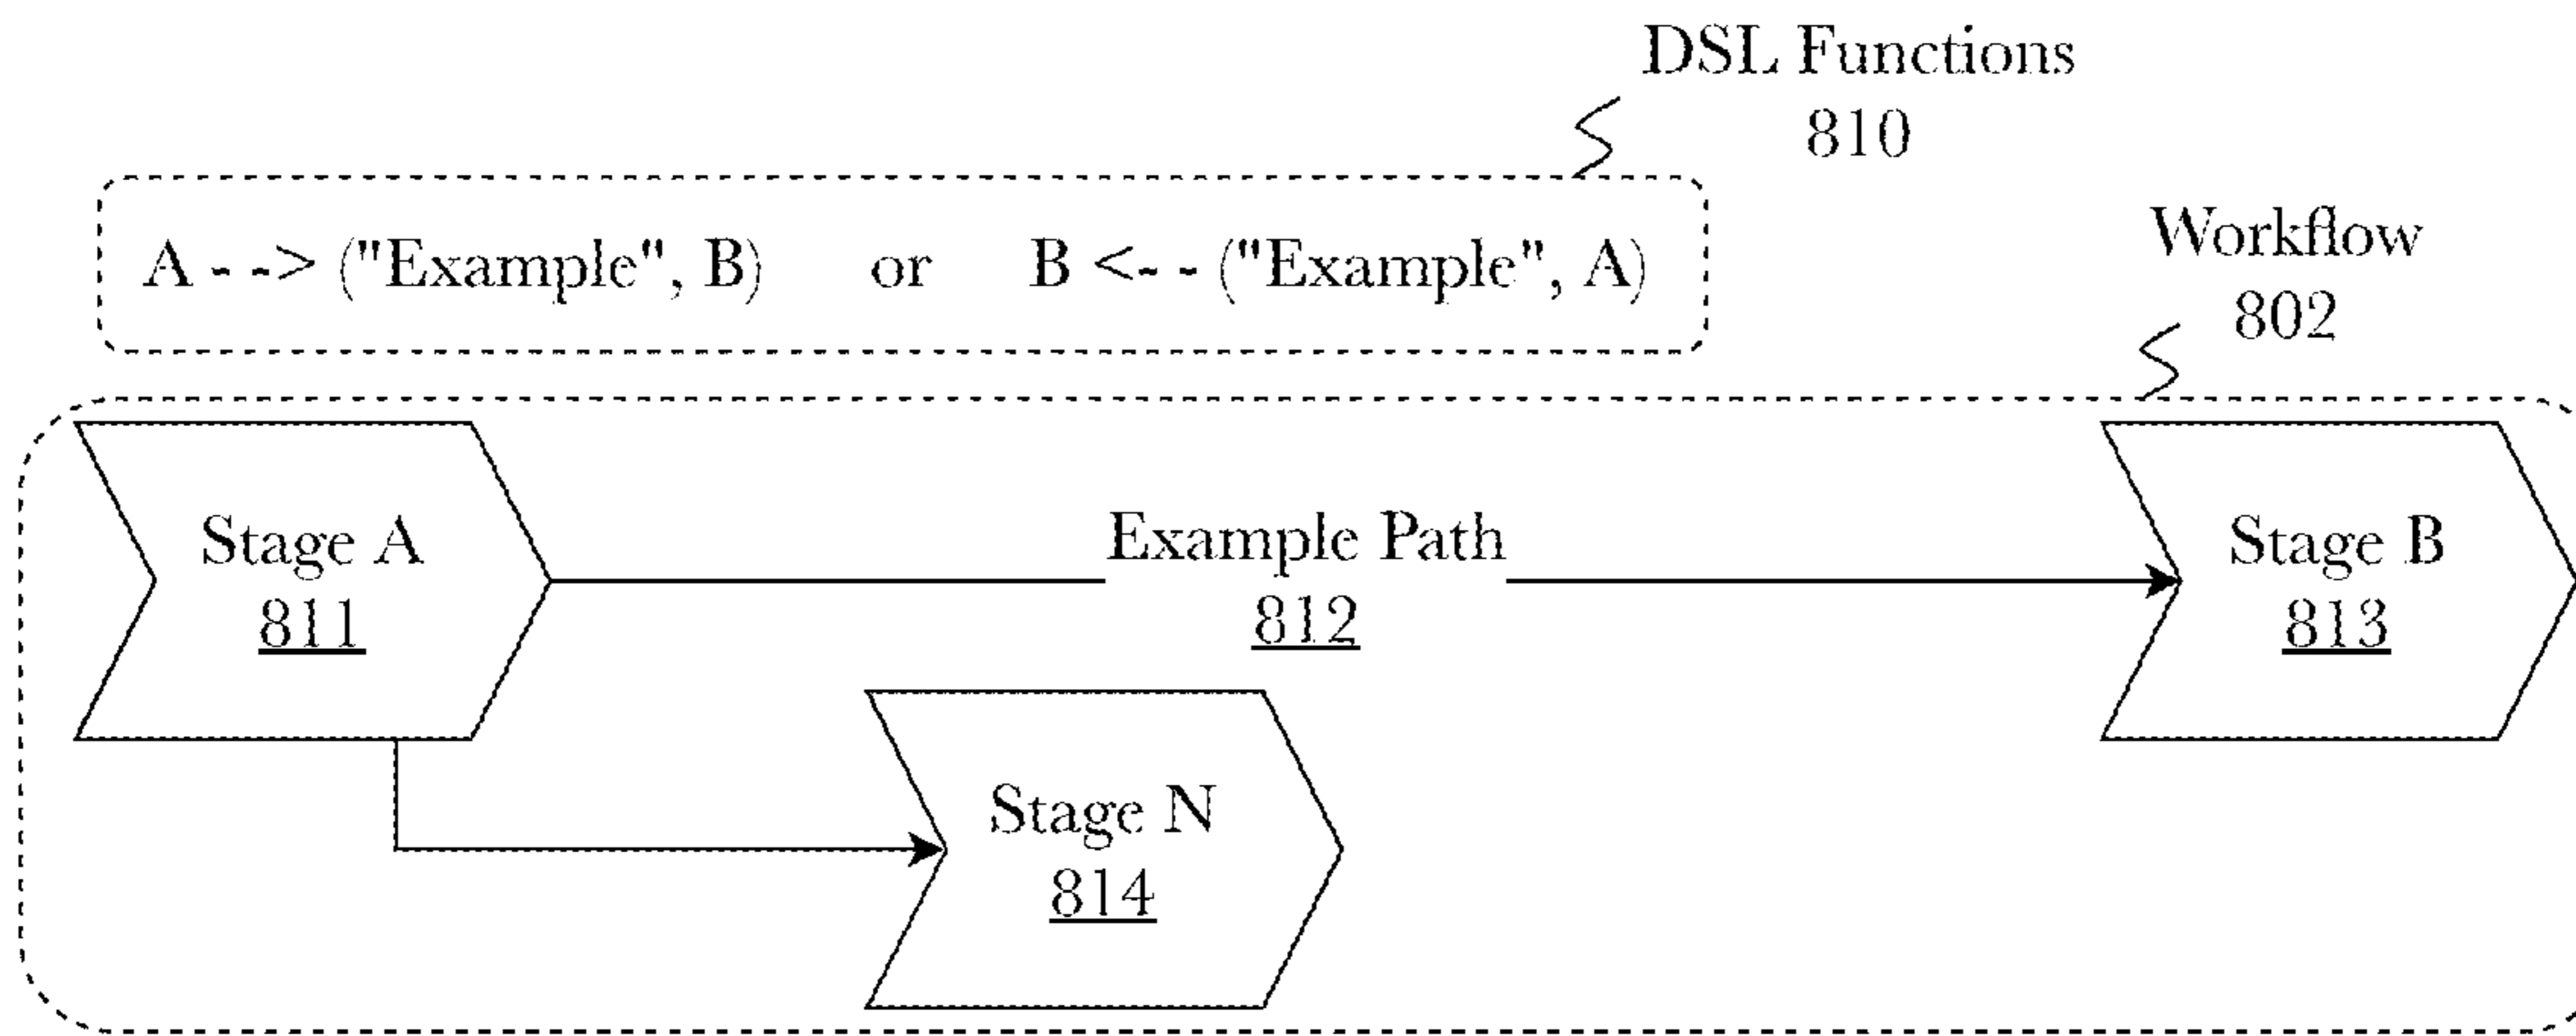 DSL Functions
810
A - -> ("Example", B) or B <- - ("Example", A)
Workflow
802
Stage A
811
Example Path
812
Stage B
813
Stage N
814